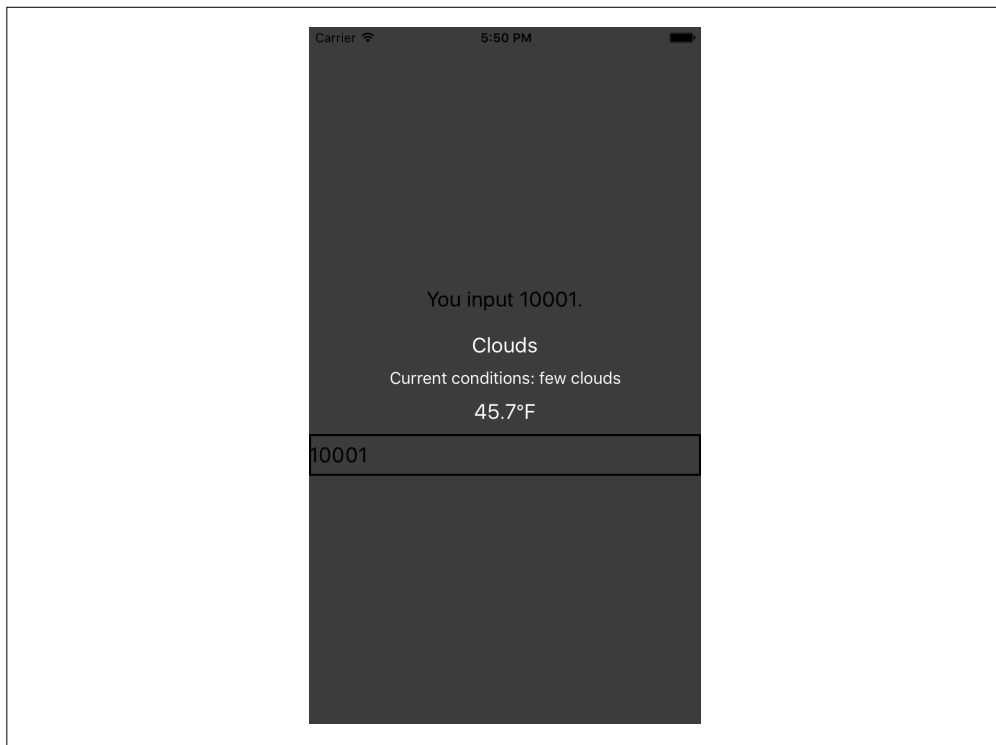 Carrier 5:50 PM
You input 10001.
Clouds
Current conditions: few clouds
45.7°F
10001